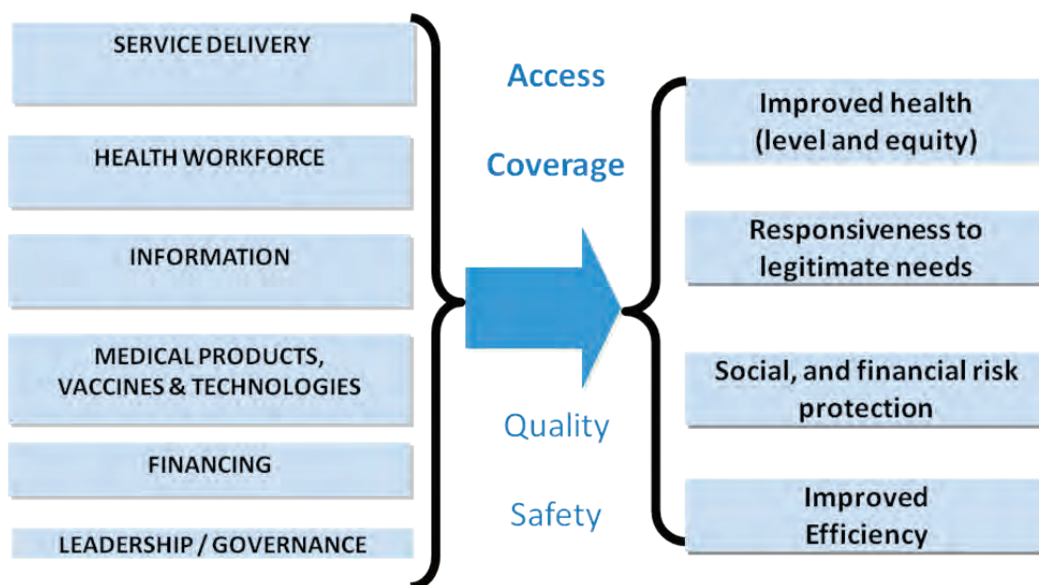 SERVICE DELIVERY
HEALTH WORKFORCE
INFORMATION
MEDICAL PRODUCTS,
VACCINES & TECHNOLOGIES
FINANCING
LEADERSHIP / GOVERNANCE
Access
Coverage
Quality
Safety
Improved health
(level and equity)
Responsiveness to
legitimate needs
Social, and financial risk
protection
Improved
Efficiency